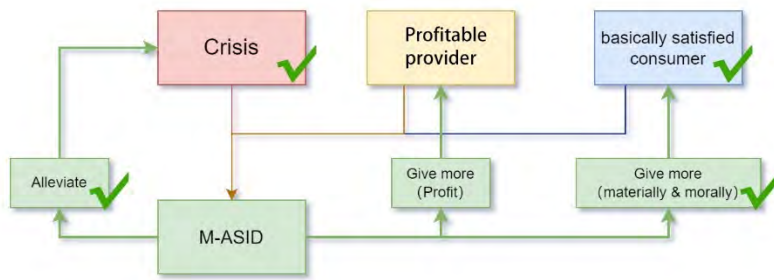 Crisis
Profitable
provider
basically satisfied
consumer
Alleviate
Give more
(Profit)
Give more
(materially & morally)
M-ASID